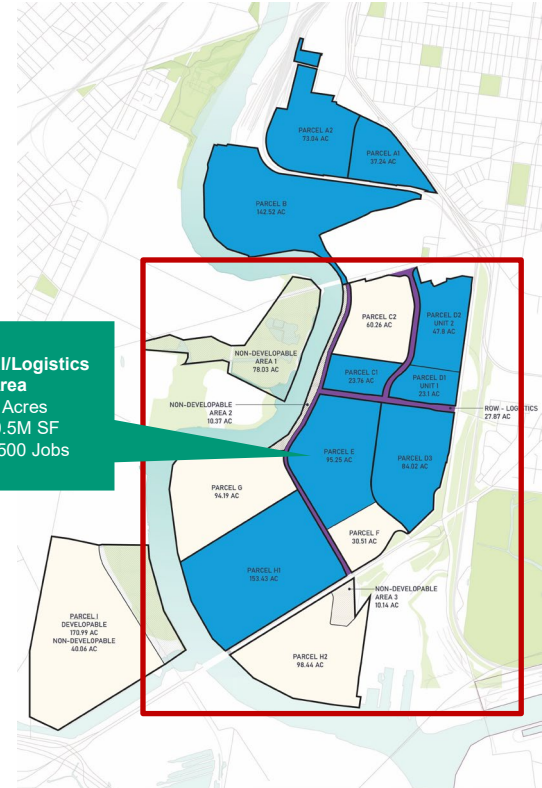 PARCEL A2
73.04 AC
PARCEL A1
37.24 AC
PARCEL B
142.52 AC
PARCEL C2
60.26 AC
PARCEL D2
UNIT 2
47.8 AC
NON-DEVELOPABLE
AREA 1
78.03 AC
PARCEL C1
23.76 AC
PARCEL D1
UNIT 1
23.1 AC
NON-DEVELOPABLE
AREA 2
10.37 AC
ROW - LOGISTICS
27.87 AC
l/Logistics
rea
Acres
.5M SF
500 Jobs
PARCEL E
95.25 AC
PARCEL D3
84.02 AC
PARCEL G
94.19 AC
PARCEL F
30.51 AC
PARCEL H1
153.43 AC
NON-DEVELOPABLE
AREA 3
10.14 AC
PARCEL I
DEVELOPABLE
170.99 AC
NON-DEVELOPABLE
40.06 AC
PARCEL H2
98.44 AC